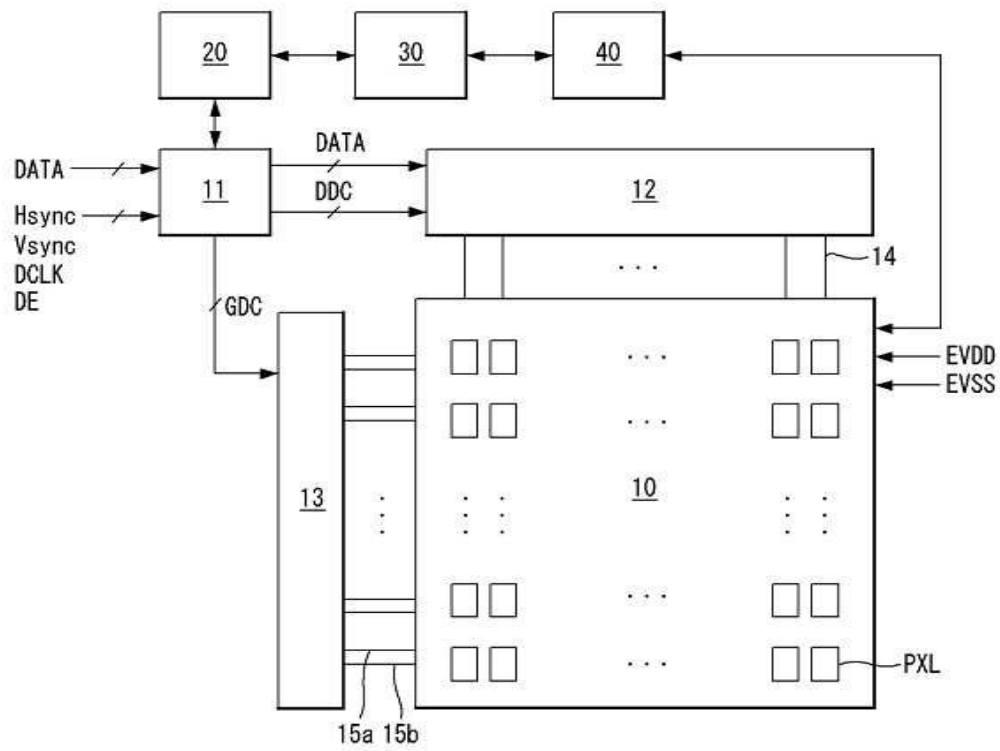 20
30
40
DATA
DATA
11
DDC
12
Hsync
Vsync
DCLK
DE
14
GDC
EVDD
EVSS
13
10
PXL
15a 15b